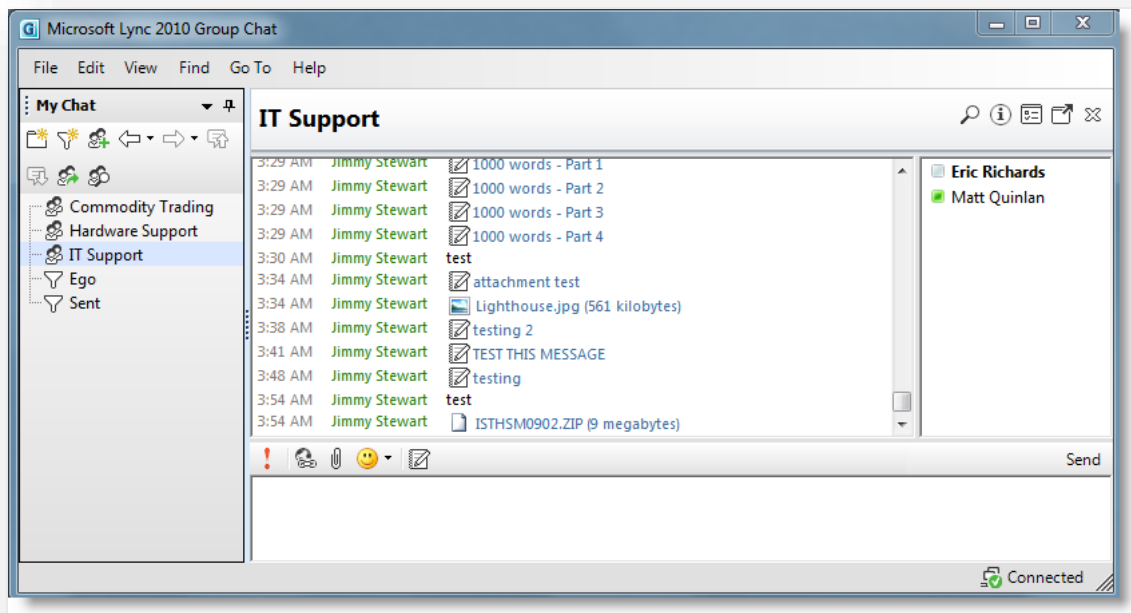 G Microsoft Lync 2010 Group Chat
File Edit View Find Go To Help
My Chat
IT Support
Commodity Trading
Hardware Support
IT Support
Ego
Sent
3:29 AM Jimmy Stewart 1000 words - Part 1
3:29 AM Jimmy Stewart 1000 words - Part 2
3:29 AM Jimmy Stewart 1000 words - Part 3
3:29 AM Jimmy Stewart 1000 words - Part 4
3:30 AM Jimmy Stewart test
3:34 AM Jimmy Stewart attachment test
3:34 AM Jimmy Stewart Lighthouse.jpg (561 kilobytes)
3:38 AM Jimmy Stewart testing 2
3:41 AM Jimmy Stewart TEST THIS MESSAGE
3:48 AM Jimmy Stewart testing
3:54 AM Jimmy Stewart test
3:54 AM Jimmy Stewart ISTHSM0902.ZIP (9 megabytes)
Eric Richards
Matt Quinlan
Send
Connected